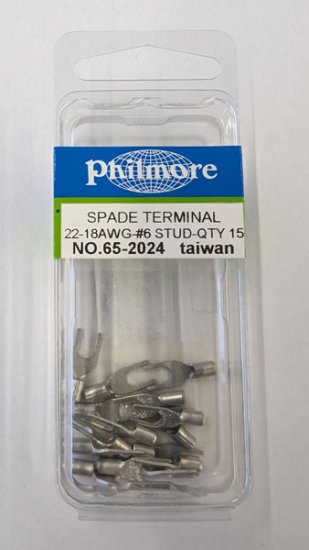 Philmore
SPADE TERMINAL
22-18AWG-#6 STUD-QTY 15
NO.65-2024 taiwan